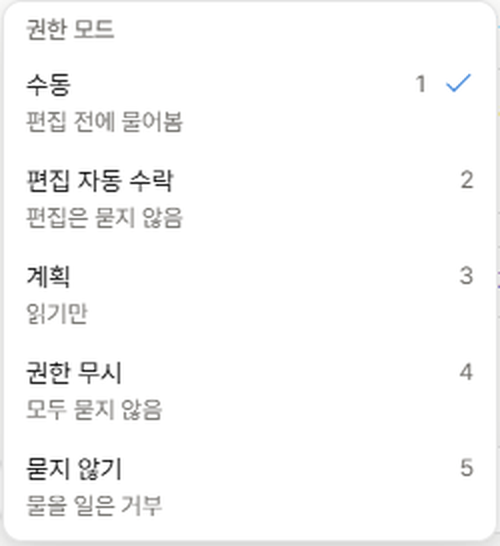 권한 모드
수동 1
편집 전에 물어봄
편집 자동 수락 2
편집은 묻지 않음
계획 3
읽기만
권한 무시 4
모두 묻지 않음
묻지 않기 5
물을 일은 거부